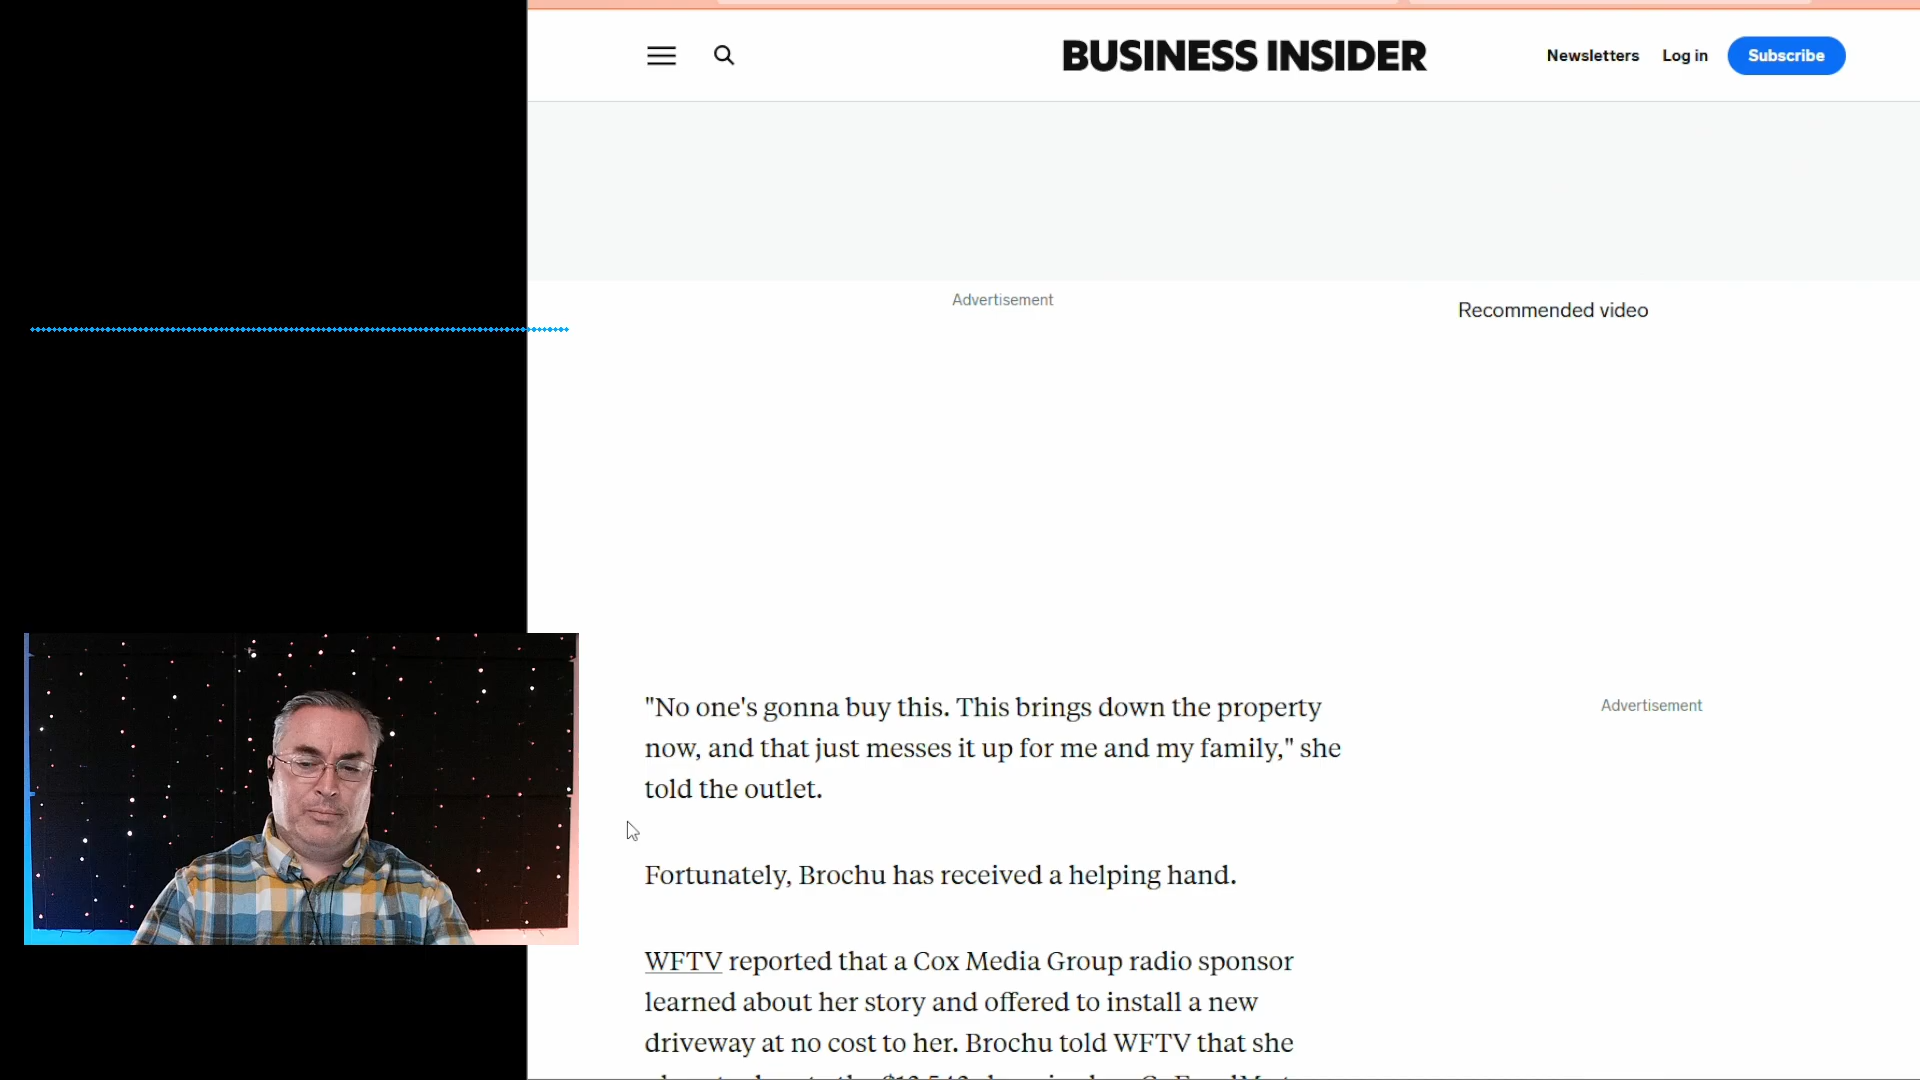 BUSINESS INSIDER
Newsletters
Log in
Subscribe
Advertisement
Recommended video
"No one's gonna buy this. This brings down the property
now, and that just messes it up for me and my family," she
told the outlet.
Advertisement
Fortunately, Brochu has received a helping hand.
WFTV reported that a Cox Media Group radio sponsor
learned about her story and offered to install a new
driveway at no cost to her. Brochu told WFTV that she